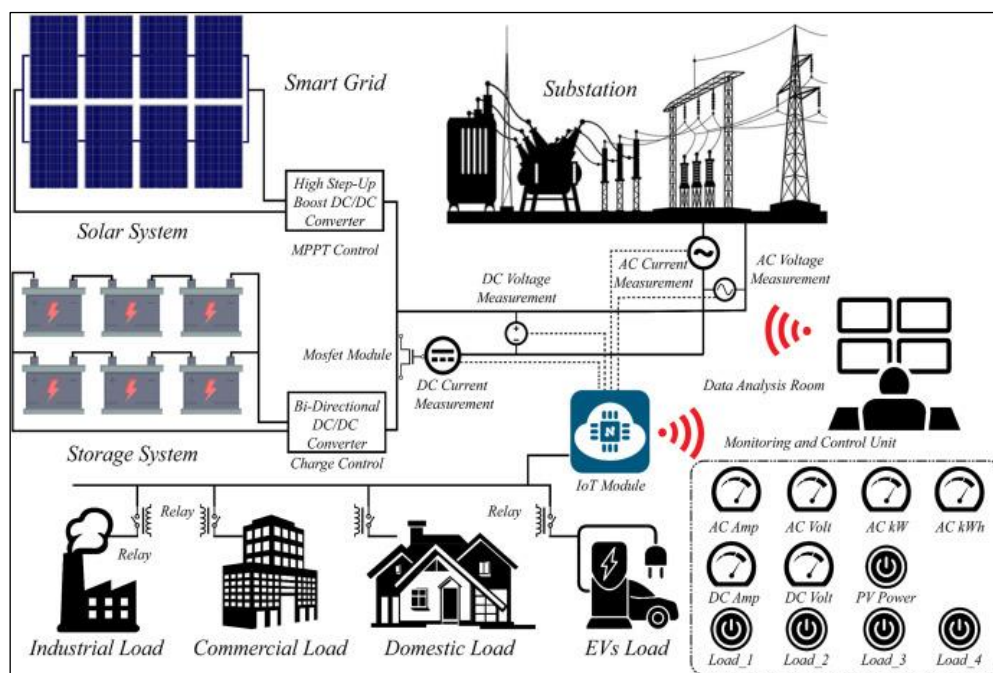 Smart Grid
Substation
High Step-Up
Boost DC/DC
Converter
MPPT Control
Solar System
DC Voltage
Measurement
AC Current
Measurement
AC Voltage
Measurement
Mosfet Module
DC Current
Measurement
Data Analysis Room
Bi-Directional
DC/DC
Converter
Charge Control
Storage System
Monitoring and Control Unit
IoT Module
Relay
Relay
Relay
AC Amp
AC Volt
AC kW
AC kWh
DC Amp
DC Volt
PV Power
Load_1
Load_2
Load_3
Load_4
Industrial Load
Commercial Load
Domestic Load
EVs Load